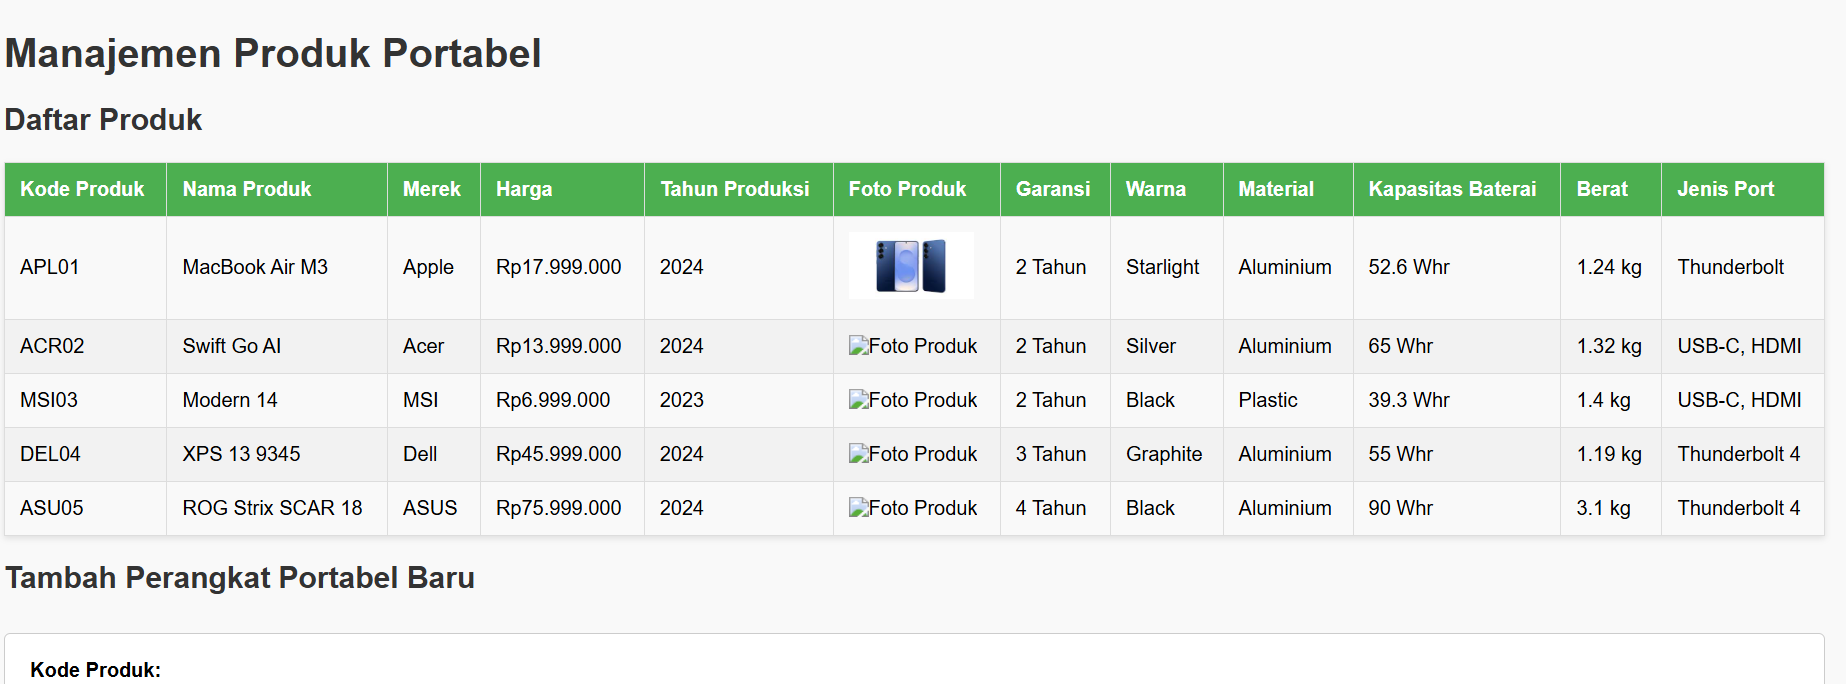 Manajemen Produk Portabel
Daftar Produk
Kode Produk Nama Produk Merek Harga Tahun Produksi Foto Produk Garansi Warna Material Kapasitas Baterai Berat Jenis Port
APL01 MacBook Air M3 Apple Rp17.999.000 2024 2 Tahun Starlight Aluminium 52.6 Whr 1.24 kg Thunderbolt
ACR02 Swift Go AI Acer Rp13.999.000 2024 Foto Produk 2 Tahun Silver Aluminium 65 Whr 1.32 kg USB-C, HDMI
MSI03 Modern 14 MSI Rp6.999.000 2023 Foto Produk 2 Tahun Black Plastic 39.3 Whr 1.4 kg USB-C, HDMI
DEL04 XPS 13 9345 Dell Rp45.999.000 2024 Foto Produk 3 Tahun Graphite Aluminium 55 Whr 1.19 kg Thunderbolt 4
ASU05 ROG Strix SCAR 18 ASUS Rp75.999.000 2024 Foto Produk 4 Tahun Black Aluminium 90 Whr 3.1 kg Thunderbolt 4
Tambah Perangkat Portabel Baru
Kode Produk: